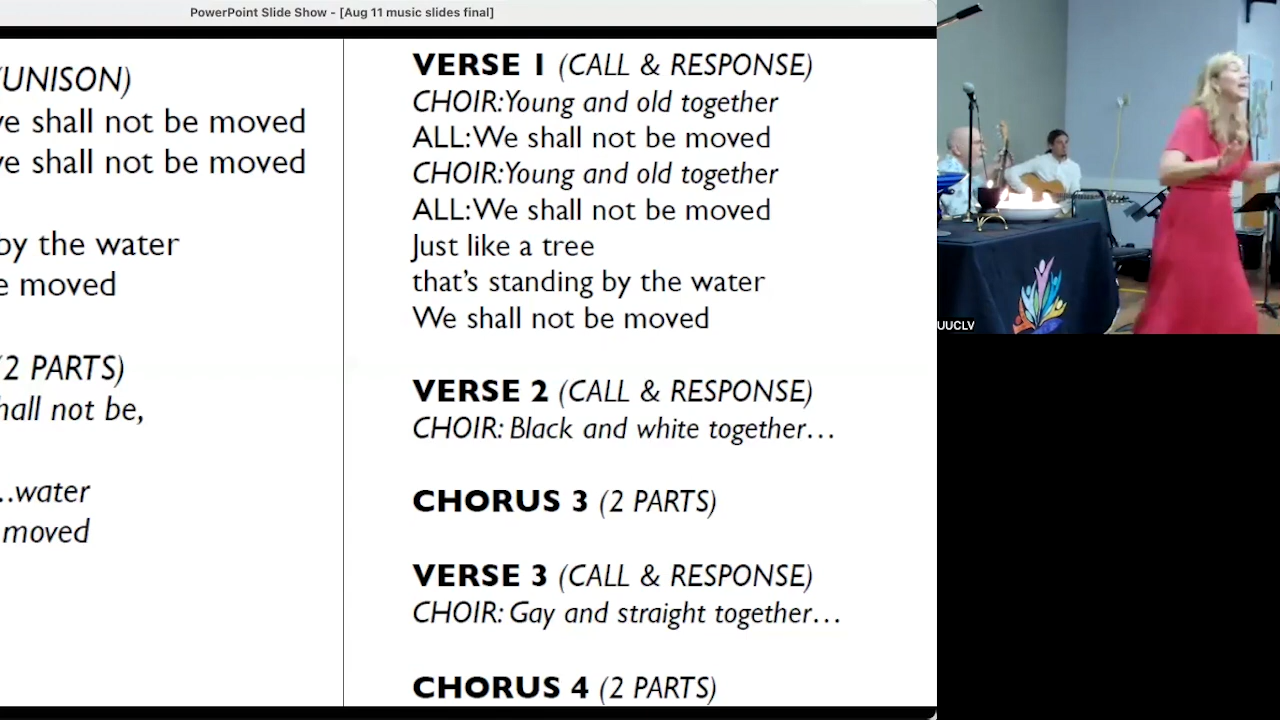 PowerPoint Slide Show - [Aug 11 music slides final]
(UNISON)
we shall not be moved
we shall not be moved
by the water
e moved
(2 PARTS)
hall not be,
…water
moved
VERSE 1 (CALL & RESPONSE)
CHOIR: Young and old together
ALL: We shall not be moved
CHOIR: Young and old together
ALL: We shall not be moved
Just like a tree
that's standing by the water
We shall not be moved
VERSE 2 (CALL & RESPONSE)
CHOIR: Black and white together…
CHORUS 3 (2 PARTS)
VERSE 3 (CALL & RESPONSE)
CHOIR: Gay and straight together…
CHORUS 4 (2 PARTS)
UUCLV